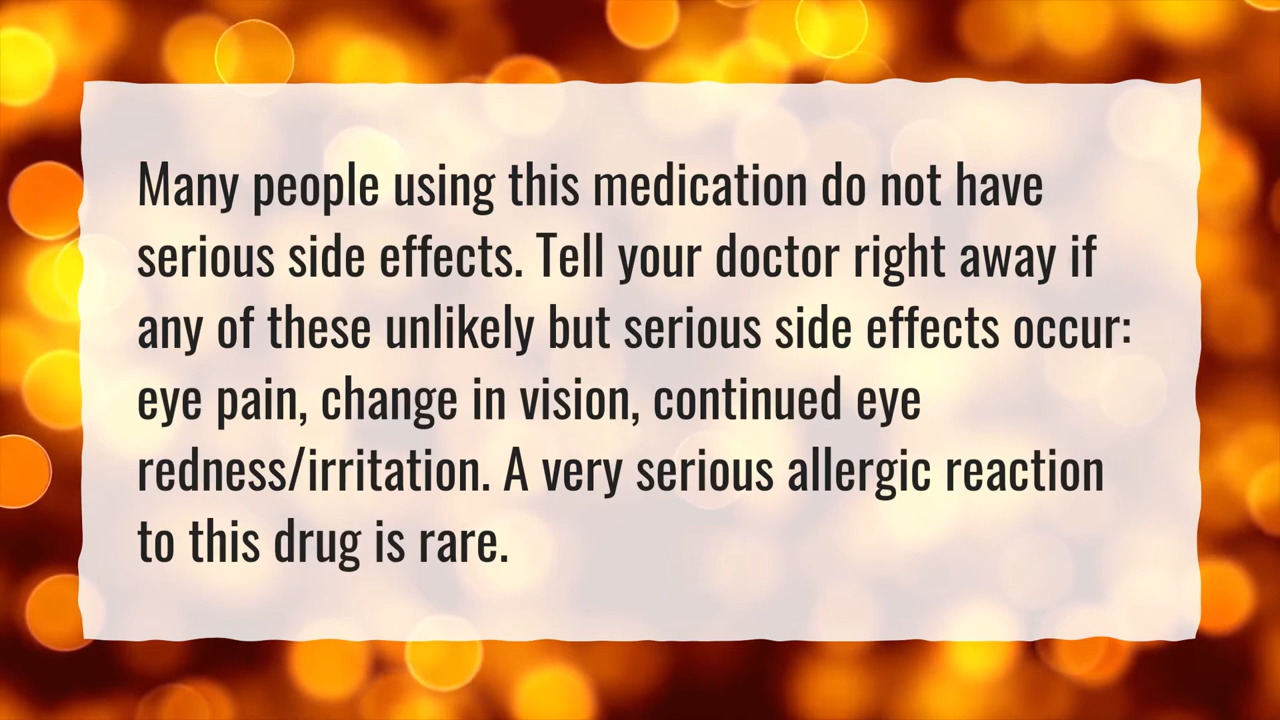 Many people using this medication do not have
serious side effects. Tell your doctor right away if
any of these unlikely but serious side effects occur:
eye pain, change in vision, continued eye
redness/irritation. A very serious allergic reaction
to this drug is rare.